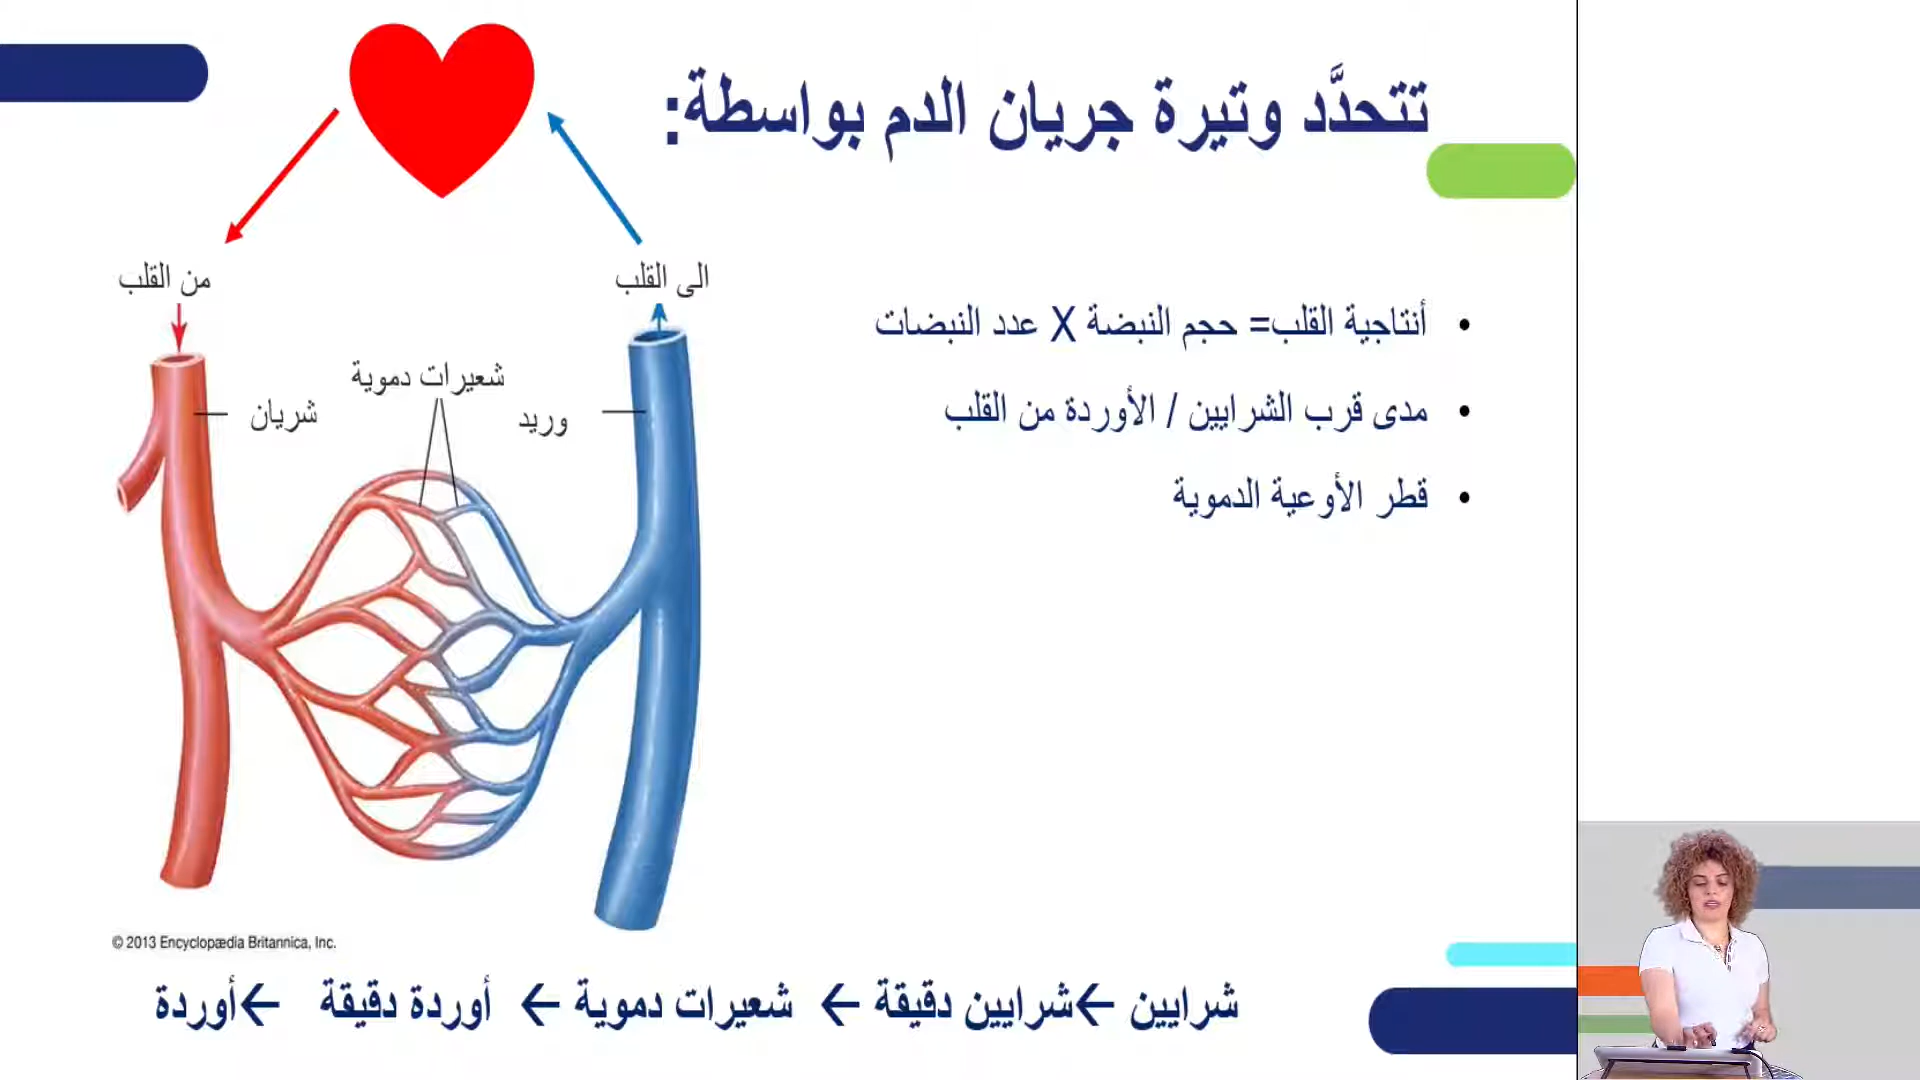 تتحدَّد وتيرة جريان الدم بواسطة:
من القلب
الى القلب
أنتاجية القلب= حجم النبضة X عدد النبضات
شعيرات دموية
شريان
وريد
مدى قرب الشرايين / الأوردة من القلب
قطر الأوعية الدموية
© 2013 Encyclopædia Britannica, Inc.
شرايين ←شرايين دقيقة ← شعيرات دموية ← أوردة دقيقة ←أوردة